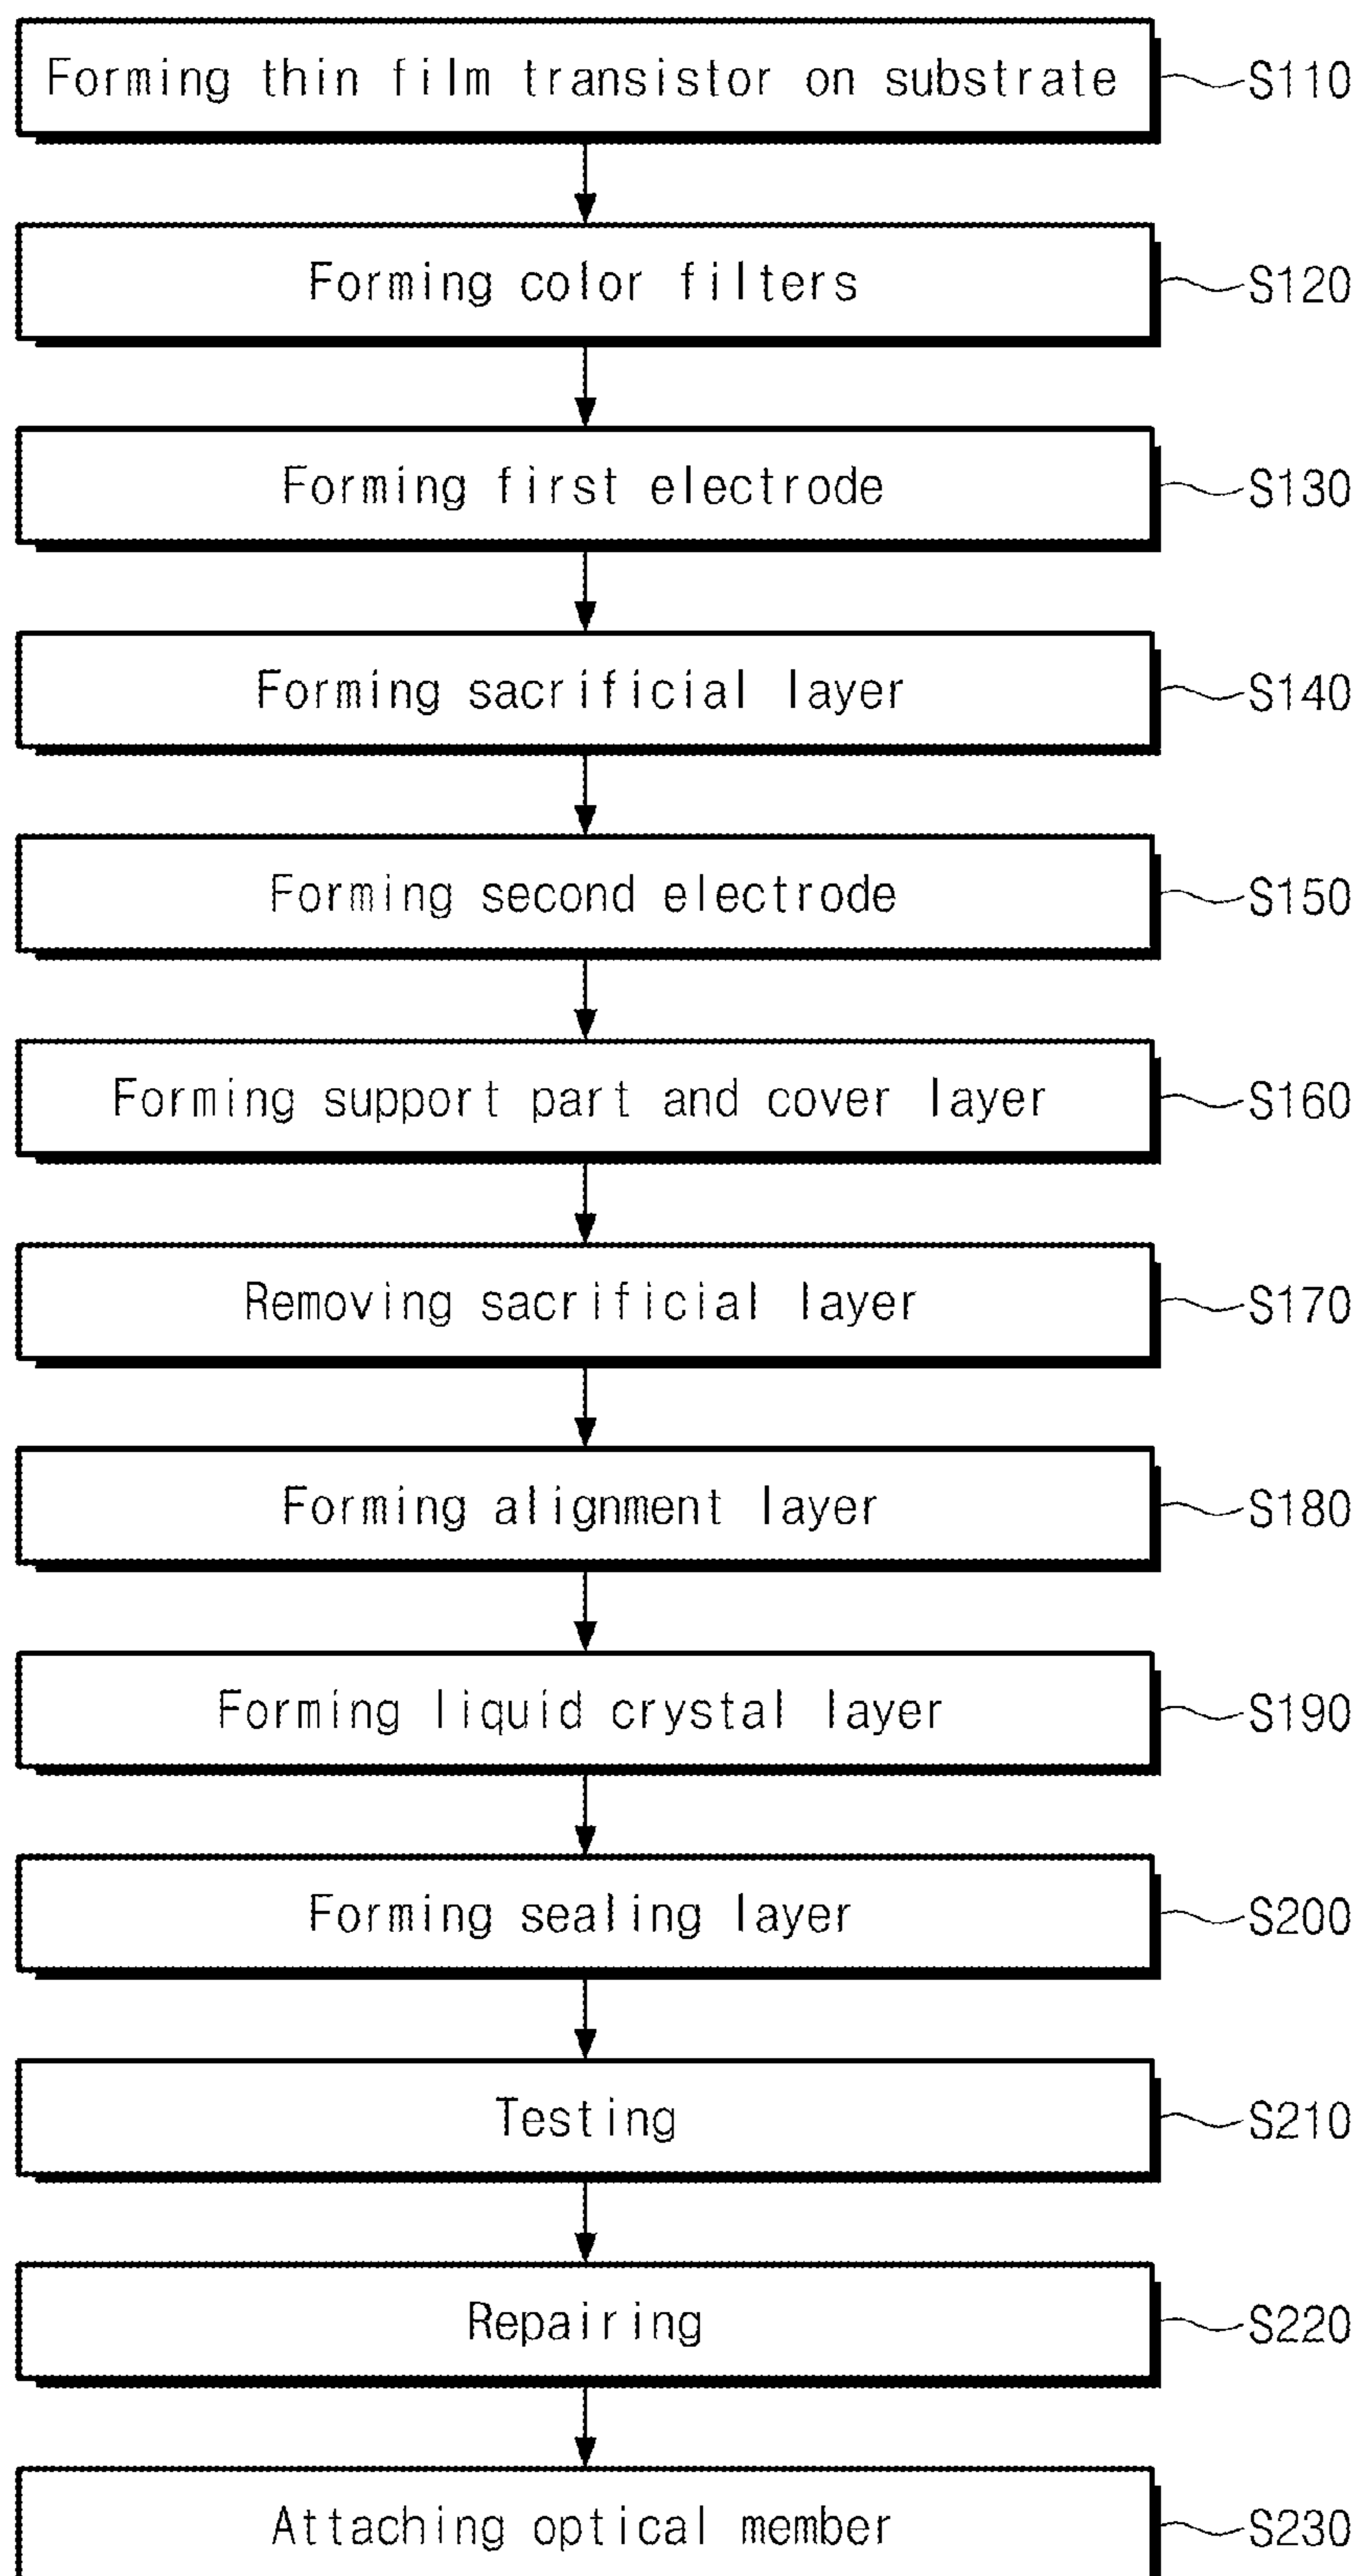 Forming thin film transistor on substrate S110
Forming color filters S120
Forming first electrode S130
Forming sacrificial layer S140
Forming second electrode S150
Forming support part and cover layer S160
Removing sacrificial layer S170
Forming alignment layer S180
Forming liquid crystal layer S190
Forming sealing layer S200
Testing S210
Repairing S220
Attaching optical member S230